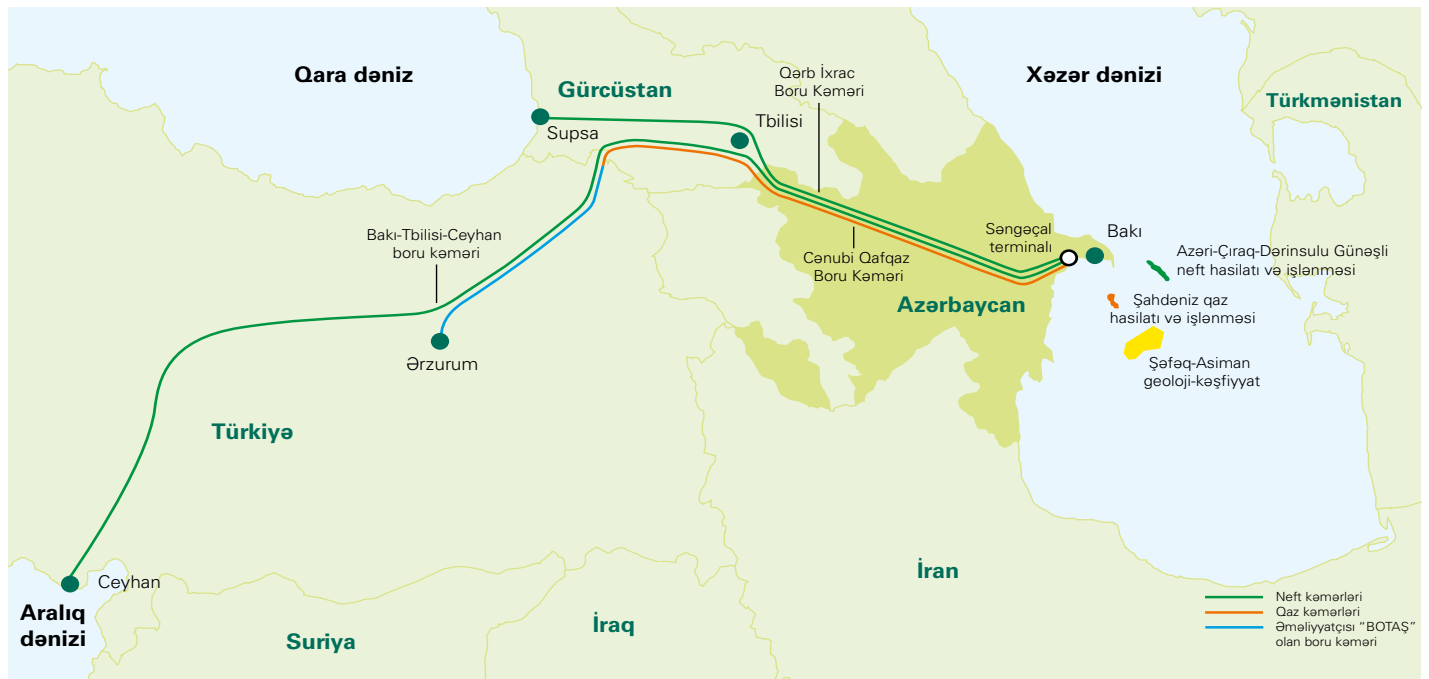 Qara dəniz
Gürcüstan
Qərb İxrac
Boru Kəməri
Xəzər dənizi
Türkmənistan
Supsa
Tbilisi
Bakı-Tbilisi-Ceyhan
boru kəməri
Səngəçal
terminalı
Bakı
Cənubi Qafqaz
Boru Kəməri
Azəri-Çıraq-Dərinsulu Günəşli
neft hasilatı və işlənməsi
Azərbaycan
Şahdəniz qaz
hasilatı və işlənməsi
Ərzurum
Şəfəq-Asiman
geoloji-kəşfiyyat
Türkiyə
İran
Ceyhan
Aralıq
dənizi
Suriya
İraq
Neft kəmərləri
Qaz kəmərləri
Əməliyyatçısı "BOTAŞ"
olan boru kəməri